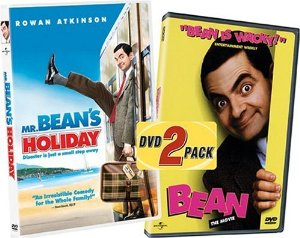 ROWAN ATKINSON
MR. BEAN'S
HOLIDAY
Disaster is just a small step away
"An Irresistible Comedy
for the Whole Family!"
DVD
"BEAN IS WACKY!"
ENTERTAINMENT WEEKLY
DVD 2 PACK
BEAN
THE MOVIE
DVD